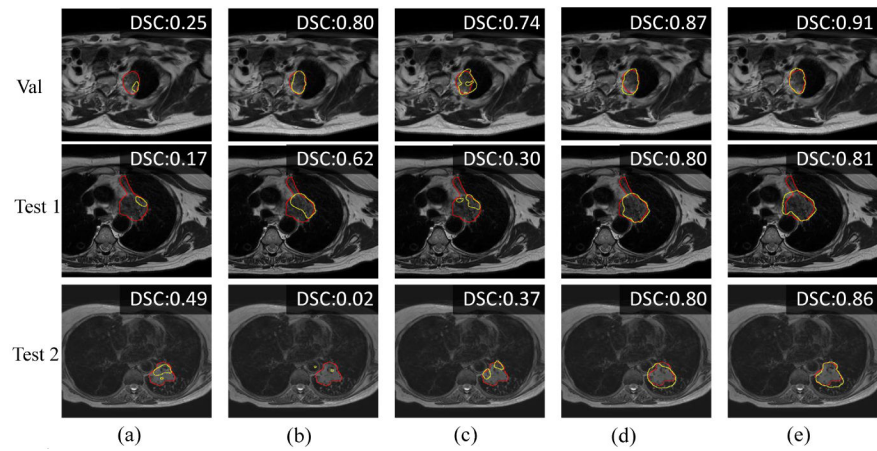 DSC:0.25 DSC:0.80 DSC:0.74 DSC:0.87 DSC:0.91
Val
DSC:0.17 DSC:0.62 DSC:0.30 DSC:0.80 DSC:0.81
Test 1
DSC:0.49 DSC:0.02 DSC:0.37 DSC:0.80 DSC:0.86
Test 2
(a) (b) (c) (d) (e)